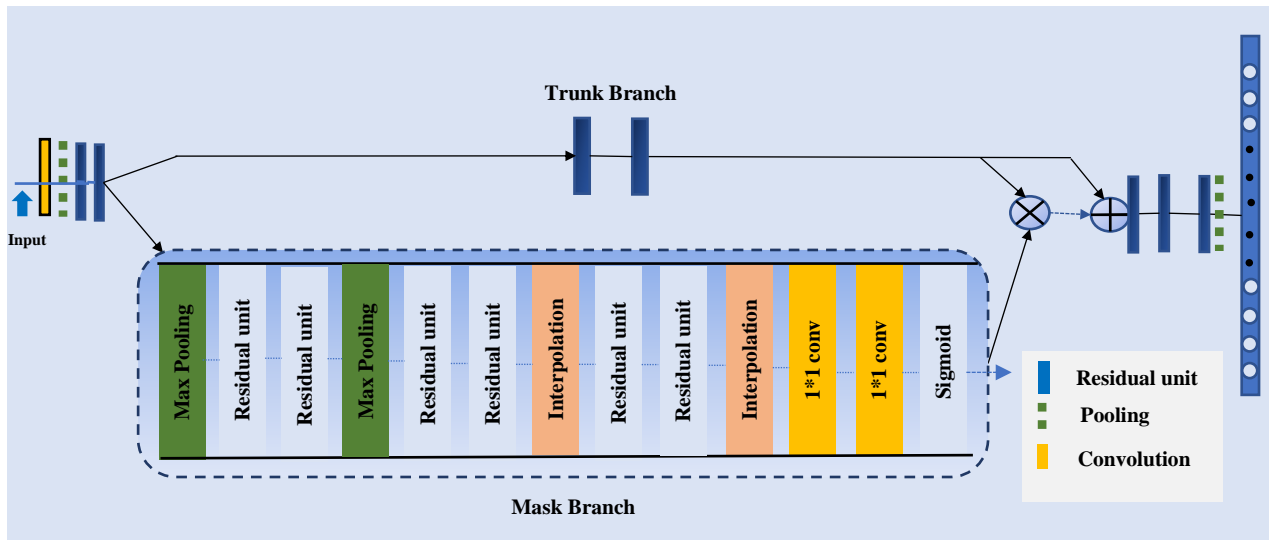 Trunk Branch
Input
Max Pooling
Residual unit
Residual unit
Max Pooling
Residual unit
Residual unit
Interpolation
Residual unit
Residual unit
Interpolation
1*1 conv
1*1 conv
Sigmoid
Mask Branch
Residual unit
Pooling
Convolution